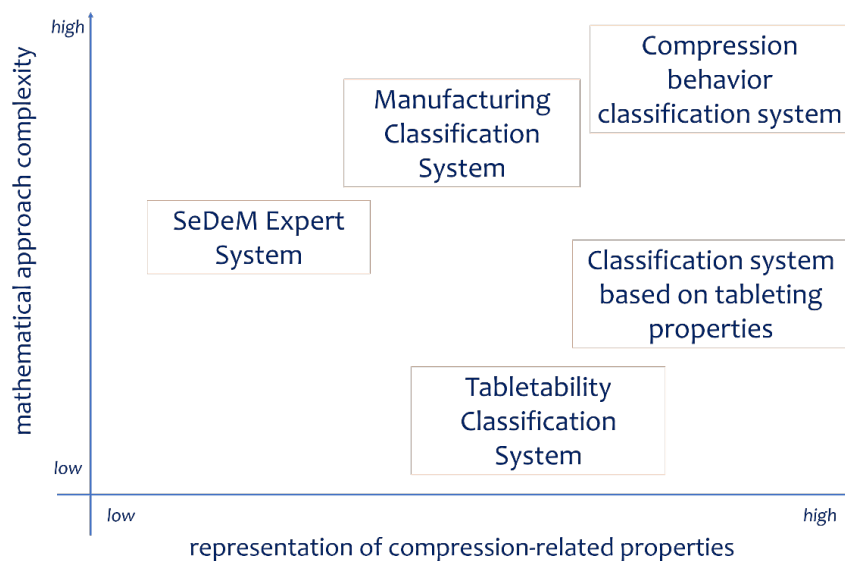 high
mathematical approach complexity
low
Compression
behavior
classification system
Manufacturing
Classification
System
SeDeM Expert
System
Classification system
based on tableting
properties
Tabletability
Classification
System
low
high
representation of compression-related properties